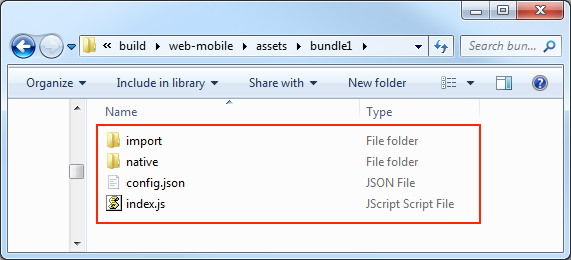 « build ▸ web-mobile ▸ assets ▸ bundle1 ▸ Search bun...
Organize Include in library Share with New folder
Name Type
import File folder
native File folder
config.json JSON File
index.js JScript Script File